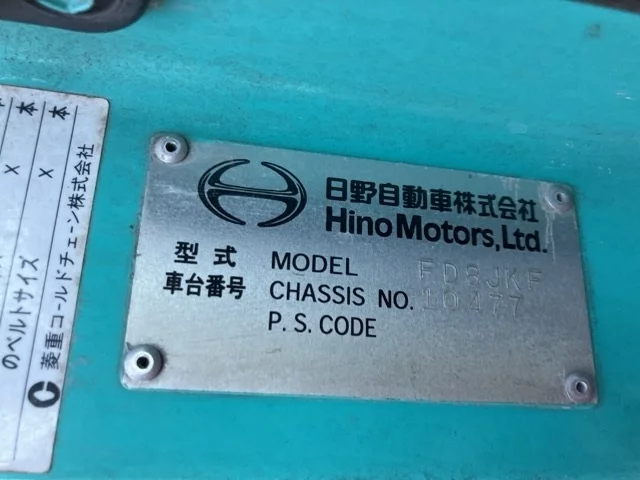 日野自動車株式会社
Hino Motors, Ltd.
型式 MODEL FD8JKF
車台番号 CHASSIS NO. 10477
P. S. CODE
本 本
X X
のベルトサイズ
菱重コールドチェーン株式会社